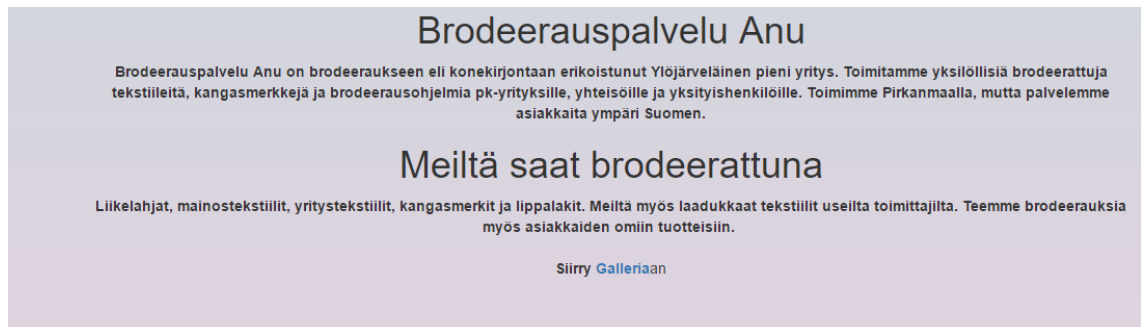 Brodeerauspalvelu Anu
Brodeerauspalvelu Anu on brodeeraukseen eli konekirjontaan erikoistunut Ylöjärveläinen pieni yritys. Toimitamme yksilöllisiä brodeerattuja
tekstiileitä, kangasmerkkejä ja brodeerausohjelmia pk-yrityksille, yhteisöille ja yksityishenkilöille. Toimimme Pirkanmaalla, mutta palvelemme
asiakkaita ympäri Suomen.
Meiltä saat brodeerattuna
Liikelahjat, mainostekstiilit, yritystekstiilit, kangasmerkit ja lippalakit. Meiltä myös laadukkaat tekstiilit useilta toimittajilta. Teemme brodeerauksia
myös asiakkaiden omiin tuotteisiin.
Siirry Galleriaan